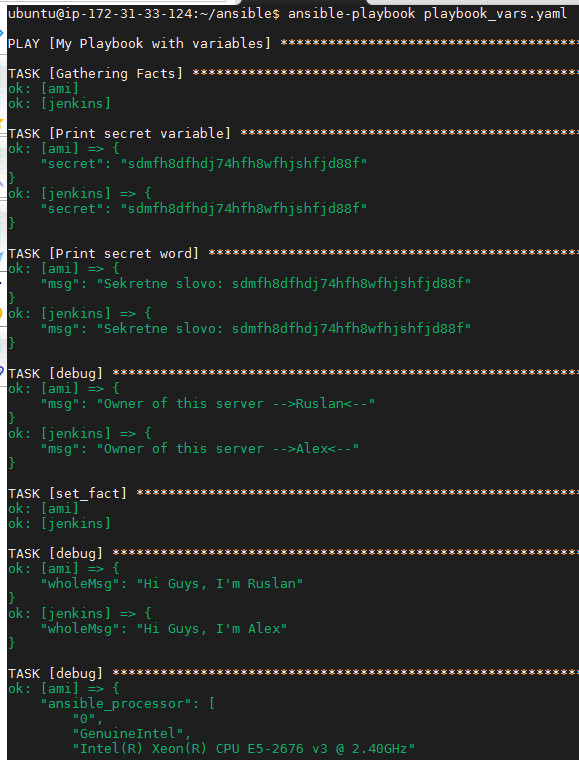 ubuntu@ip-172-31-33-124:~/ansible$ ansible-playbook playbook_vars.yaml
PLAY [My Playbook with variables] *************************************
TASK [Gathering Facts] ************************************************
ok: [ami]
ok: [jenkins]
TASK [Print secret variable] ******************************************
ok: [ami] => {
    "secret": "sdmfh8dfhdj74hfh8wfhjshfjd88f"
}
ok: [jenkins] => {
    "secret": "sdmfh8dfhdj74hfh8wfhjshfjd88f"
}
TASK [Print secret word] **********************************************
ok: [ami] => {
    "msg": "Sekretne slovo: sdmfh8dfhdj74hfh8wfhjshfjd88f"
}
ok: [jenkins] => {
    "msg": "Sekretne slovo: sdmfh8dfhdj74hfh8wfhjshfjd88f"
}
TASK [debug] **********************************************************
ok: [ami] => {
    "msg": "Owner of this server -->Ruslan<--"
}
ok: [jenkins] => {
    "msg": "Owner of this server -->Alex<--"
}
TASK [set_fact] *******************************************************
ok: [ami]
ok: [jenkins]
TASK [debug] **********************************************************
ok: [ami] => {
    "wholeMsg": "Hi Guys, I'm Ruslan"
}
ok: [jenkins] => {
    "wholeMsg": "Hi Guys, I'm Alex"
}
TASK [debug] **********************************************************
ok: [ami] => {
    "ansible_processor": [
        "0",
        "GenuineIntel",
        "Intel(R) Xeon(R) CPU E5-2676 v3 @ 2.40GHz"